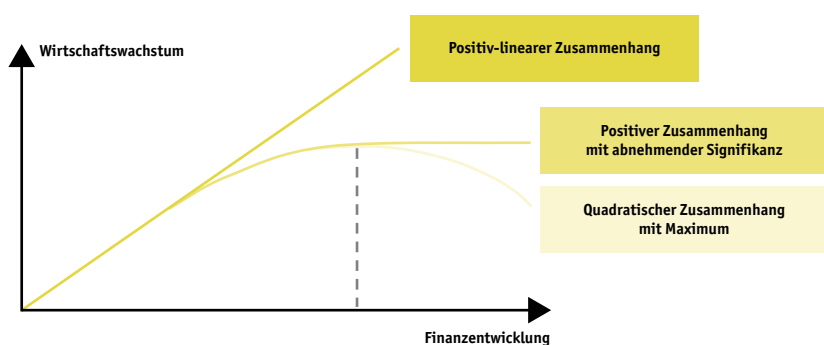 Wirtschaftswachstum
Positiv-linearer Zusammenhang
Positiver Zusammenhang
mit abnehmender Signifikanz
Quadratischer Zusammenhang
mit Maximum
Finanzentwicklung